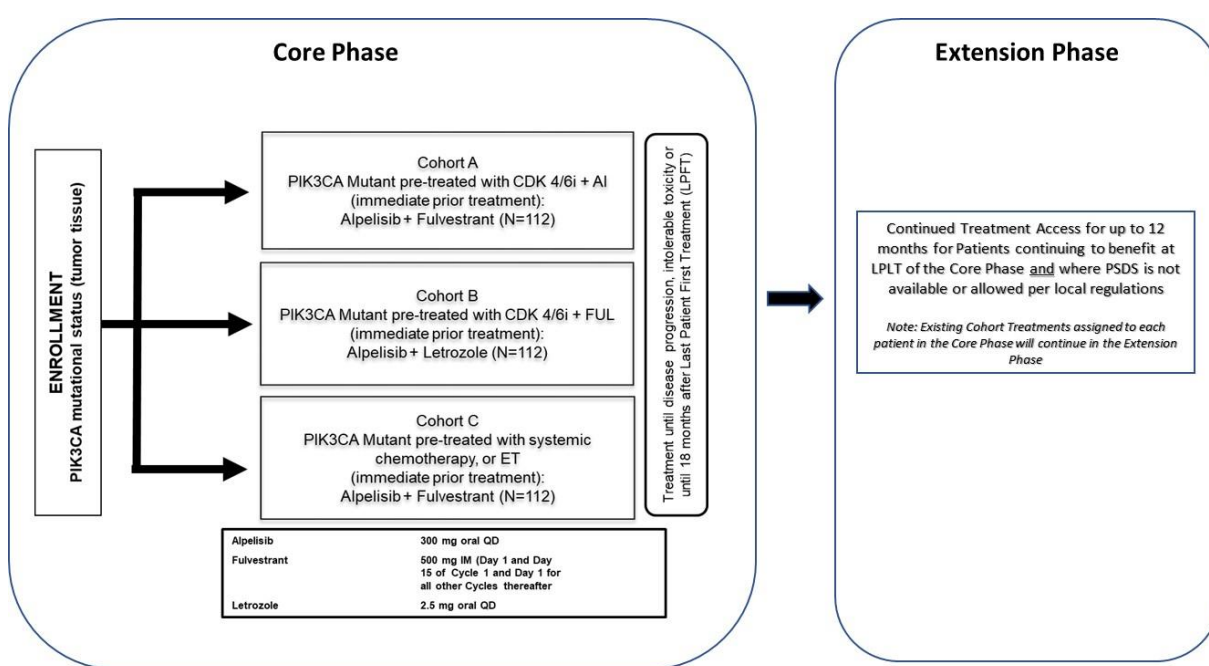 Core Phase
ENROLLMENT
PIK3CA mutational status (tumor tissue)
Cohort A
PIK3CA Mutant pre-treated with CDK 4/6i + AI
(immediate prior treatment):
Alpelisib + Fulvestrant (N=112)
Cohort B
PIK3CA Mutant pre-treated with CDK 4/6i + FUL
(immediate prior treatment):
Alpelisib + Letrozole (N=112)
Cohort C
PIK3CA Mutant pre-treated with systemic
chemotherapy, or ET
(immediate prior treatment):
Alpelisib + Fulvestrant (N=112)
Treatment until disease progression, intolerable toxicity or
until 18 months after Last Patient First Treatment (LPFT)
Alpelisib 300 mg oral QD
Fulvestrant 500 mg IM (Day 1 and Day
15 of Cycle 1 and Day 1 for
all other Cycles thereafter
Letrozole 2.5 mg oral QD
Extension Phase
Continued Treatment Access for up to 12
months for Patients continuing to benefit at
LPLT of the Core Phase and where PSDS is not
available or allowed per local regulations
Note: Existing Cohort Treatments assigned to each
patient in the Core Phase will continue in the Extension
Phase